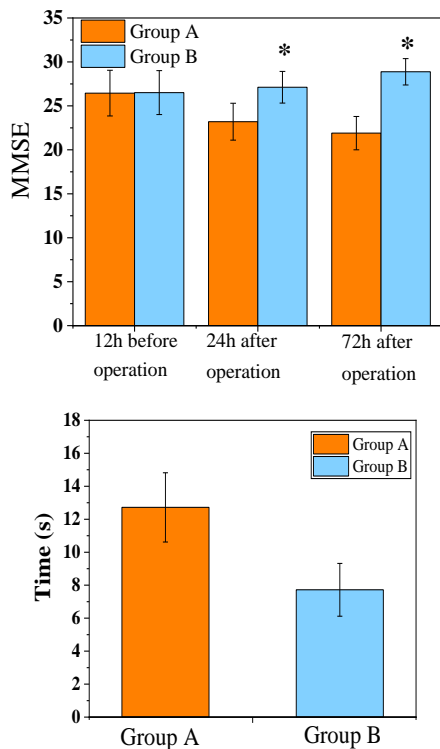 Group A
Group B
* *
35
30
25
20
15
10
5
0
MMSE
12h before operation
24h after operation
72h after operation
18
16
14
12
10
8
6
4
2
0
Time (s)
Group A
Group B
Group A
Group B